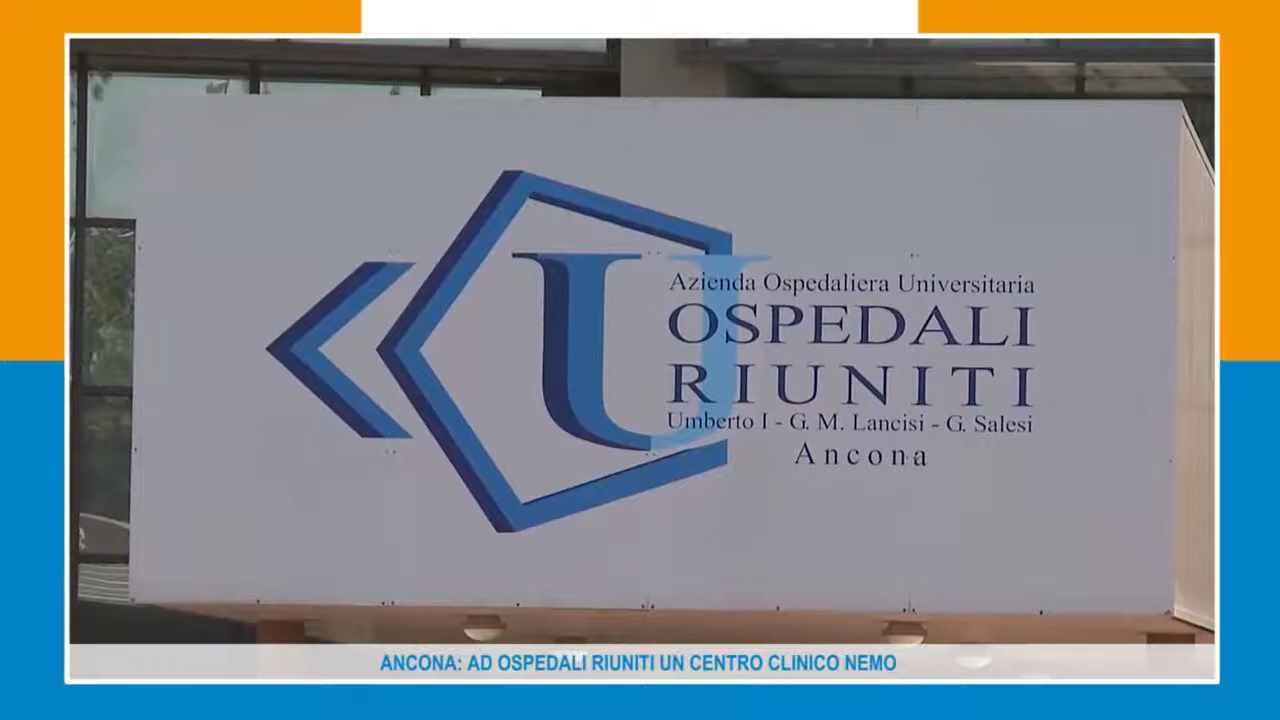 U
Azienda Ospedaliera Universitaria
OSPEDALI
RIUNITI
Umberto I - G. M. Lancisi - G. Salesi
Ancona
ANCONA: AD OSPEDALI RIUNITI UN CENTRO CLINICO NEMO